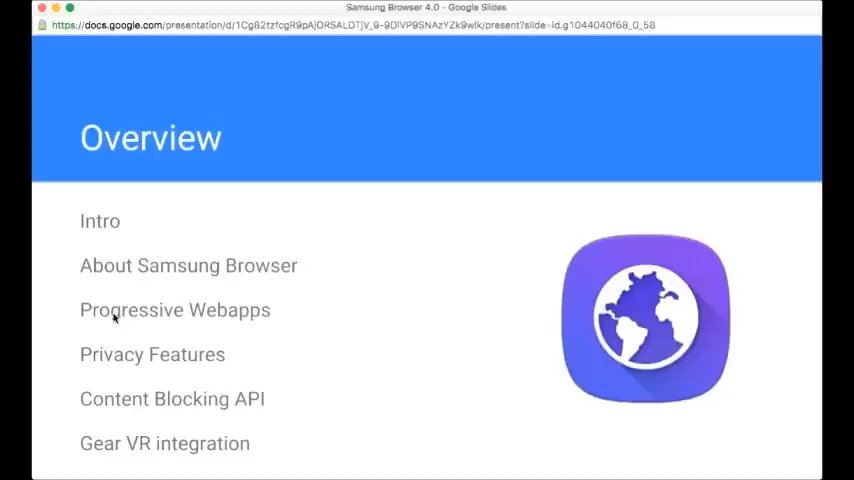 Samsung Browser 4.0 - Google Slides
Overview
Intro
About Samsung Browser
Progressive Webapps
Privacy Features
Content Blocking API
Gear VR integration